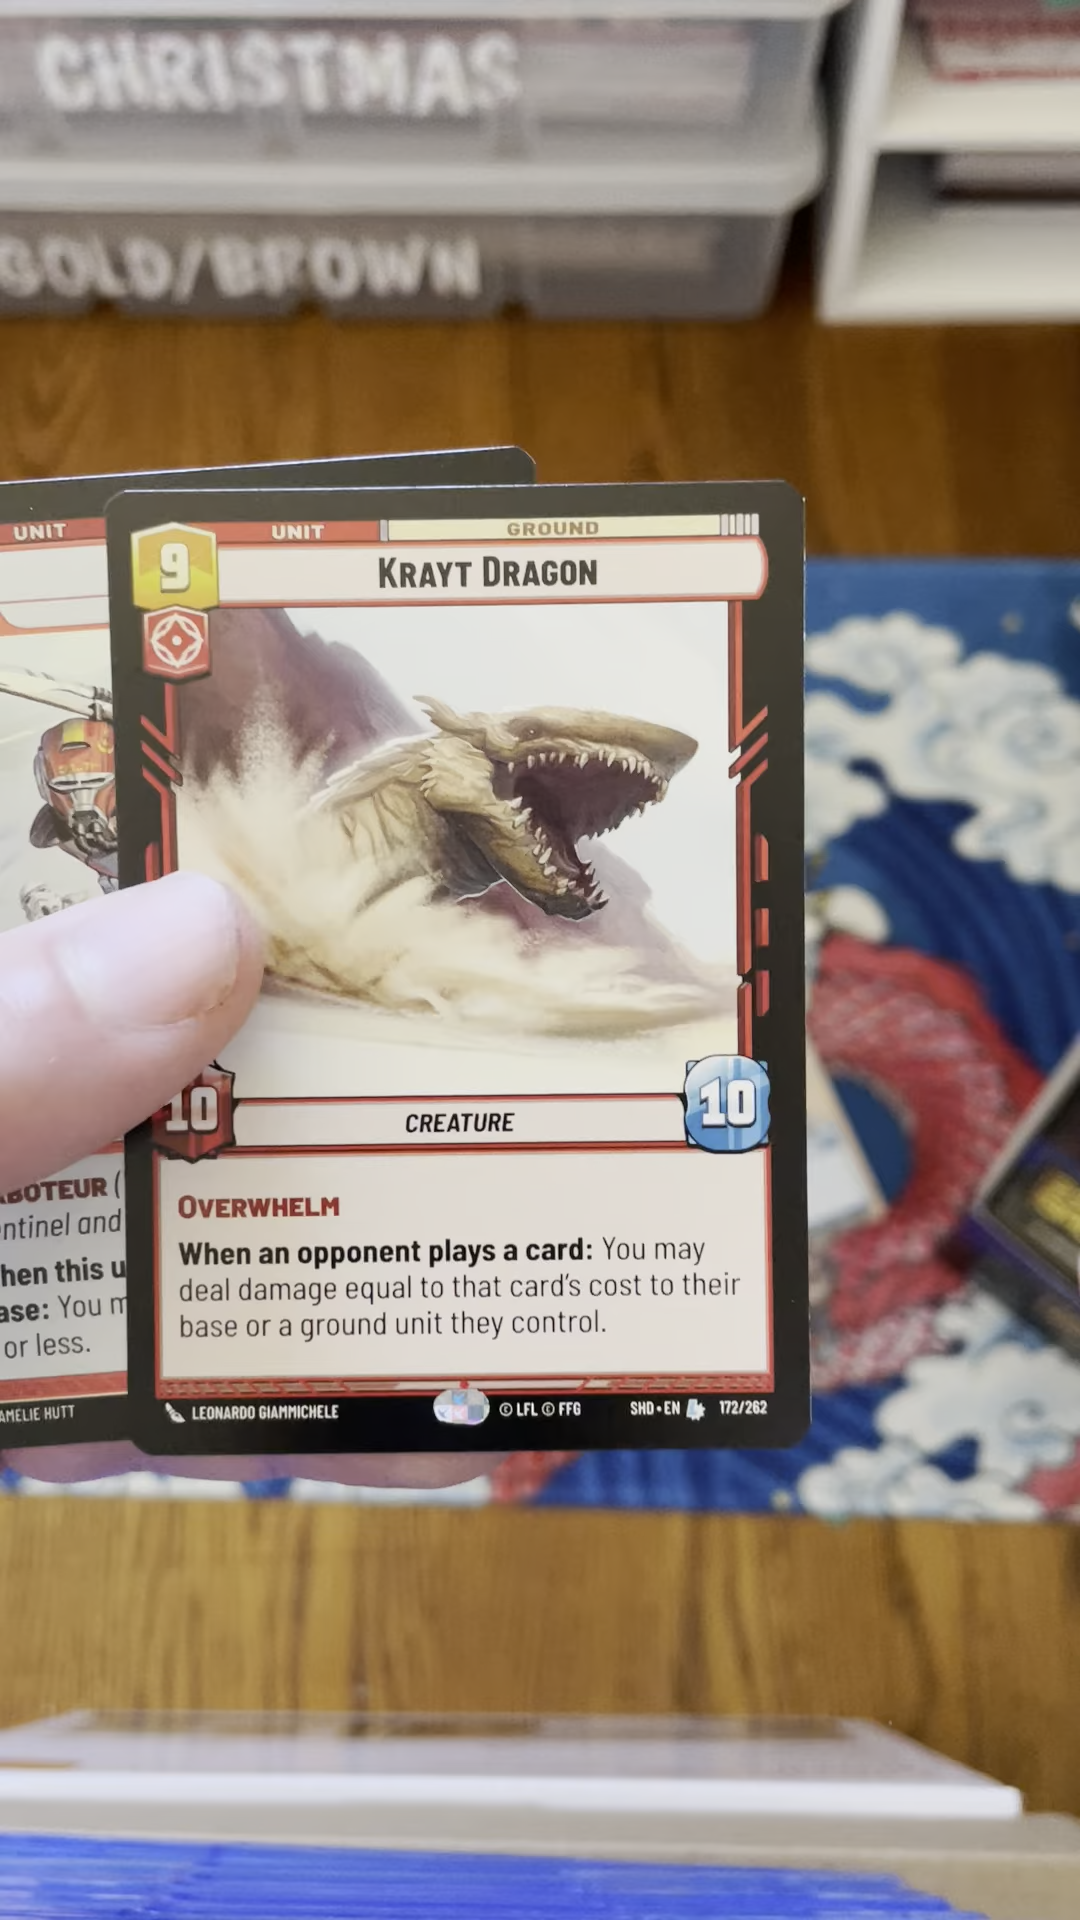 CHRISTMAS
GOLD/BROWN
UNIT
UNIT
GROUND
9
KRAYT DRAGON
10
CREATURE
10
ABOTEUR (
entinel and
hen this u
ase: You m
or less.
AMELIE HUTT
OVERWHELM
When an opponent plays a card: You may
deal damage equal to that card's cost to their
base or a ground unit they control.
LEONARDO GIAMMICHELE
© LFL © FFG
SHD • EN
172/262